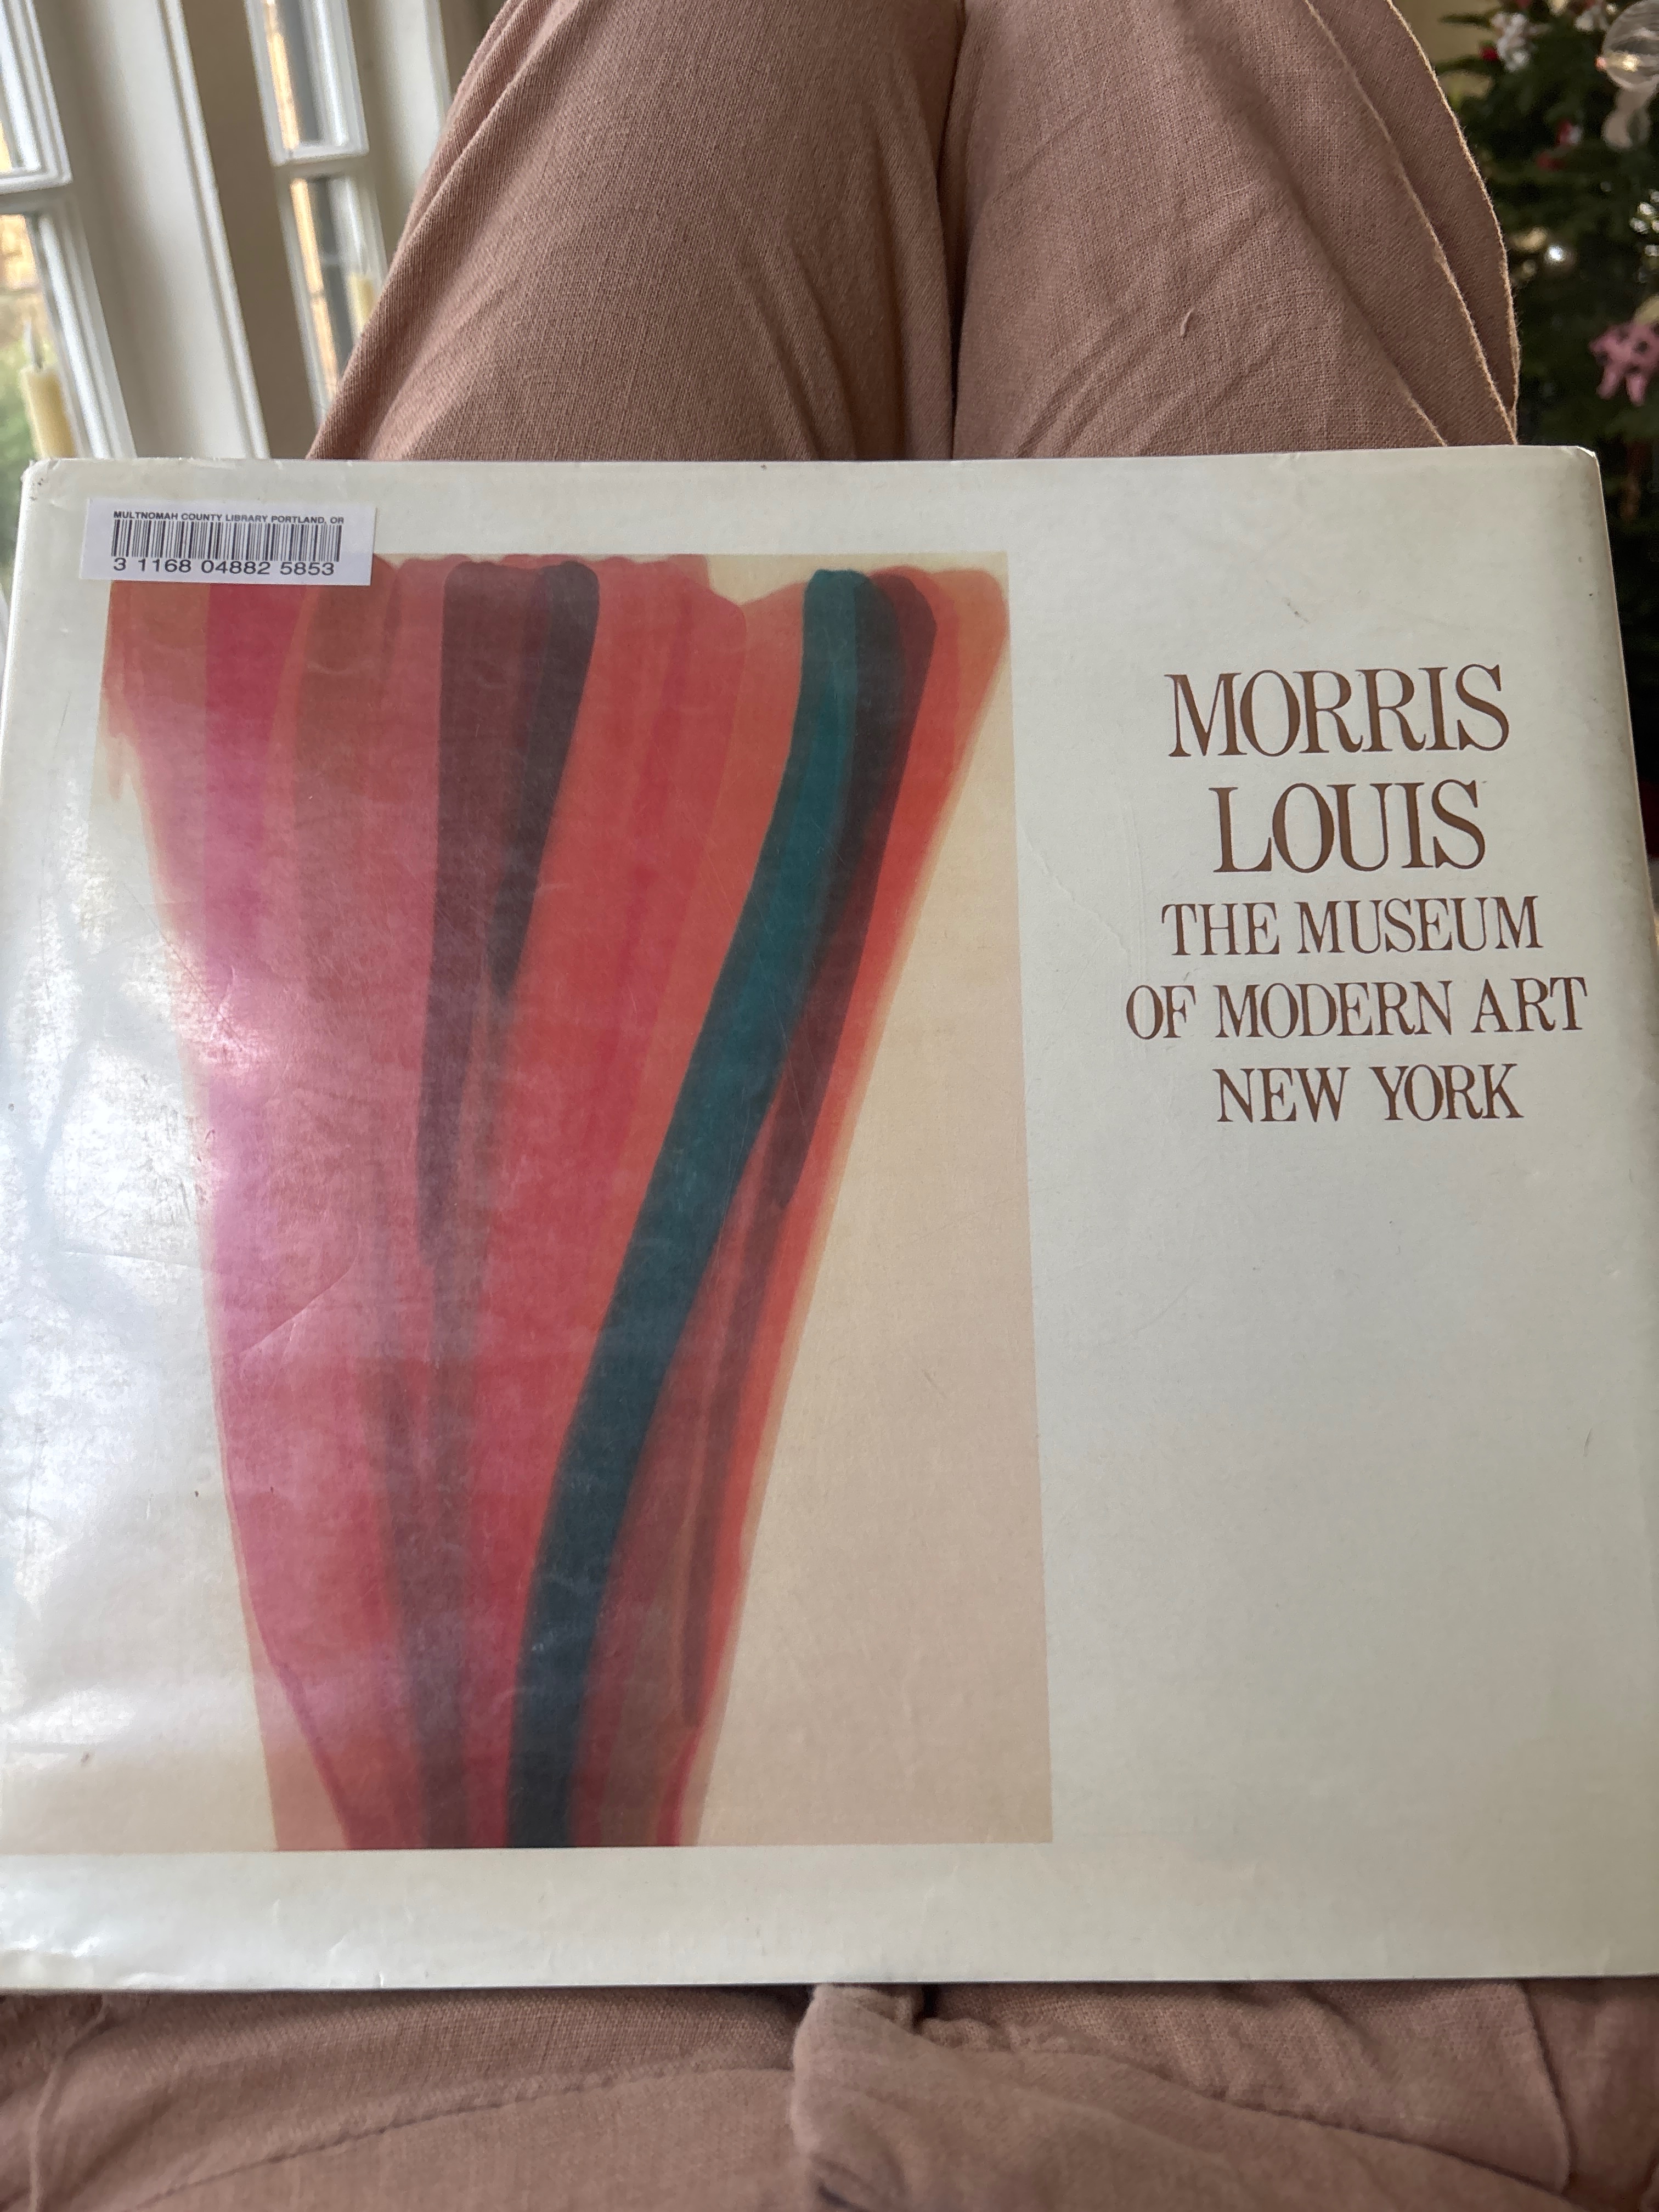 MULTNOMAH COUNTY LIBRARY PORTLAND, OR
3 1168 04882 5853
MORRIS
LOUIS
THE MUSEUM
OF MODERN ART
NEW YORK